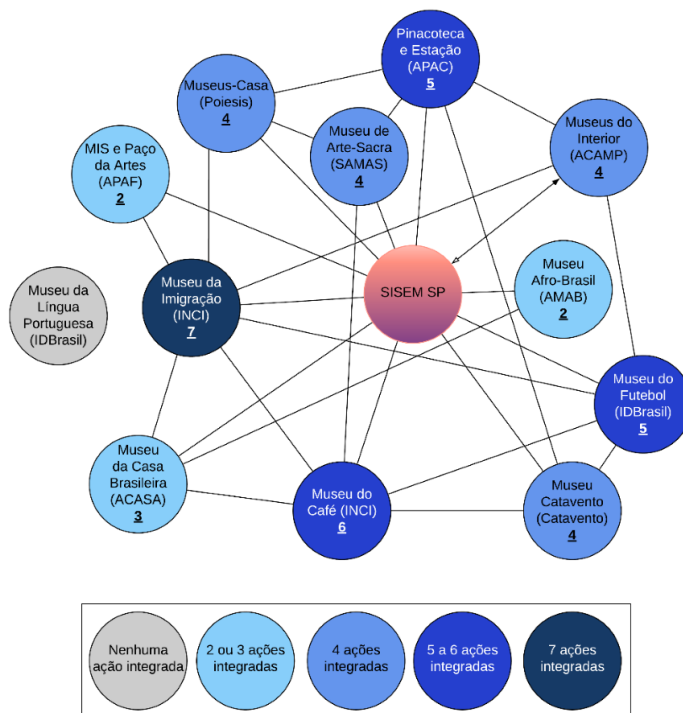 Pinacoteca
e Estação
(APAC)
5
Museus-Casa
(Poiesis)
4
Museu de
Arte-Sacra
(SAMAS)
4
Museus do
Interior
(ACAMP)
4
MIS e Paço
da Artes
(APAF)
2
Museu da
Língua
Portuguesa
(IDBrasil)
Museu da
Imigração
(INCI)
7
SISEM SP
Museu
Afro-Brasil
(AMAB)
2
Museu do
Futebol
(IDBrasil)
5
Museu
da Casa
Brasileira
(ACASA)
3
Museu do
Café (INCI)
6
Museu
Catavento
(Catavento)
4
Nenhuma
ação integrada
2 ou 3 ações
integradas
4 ações
integradas
5 a 6 ações
integradas
7 ações
integradas